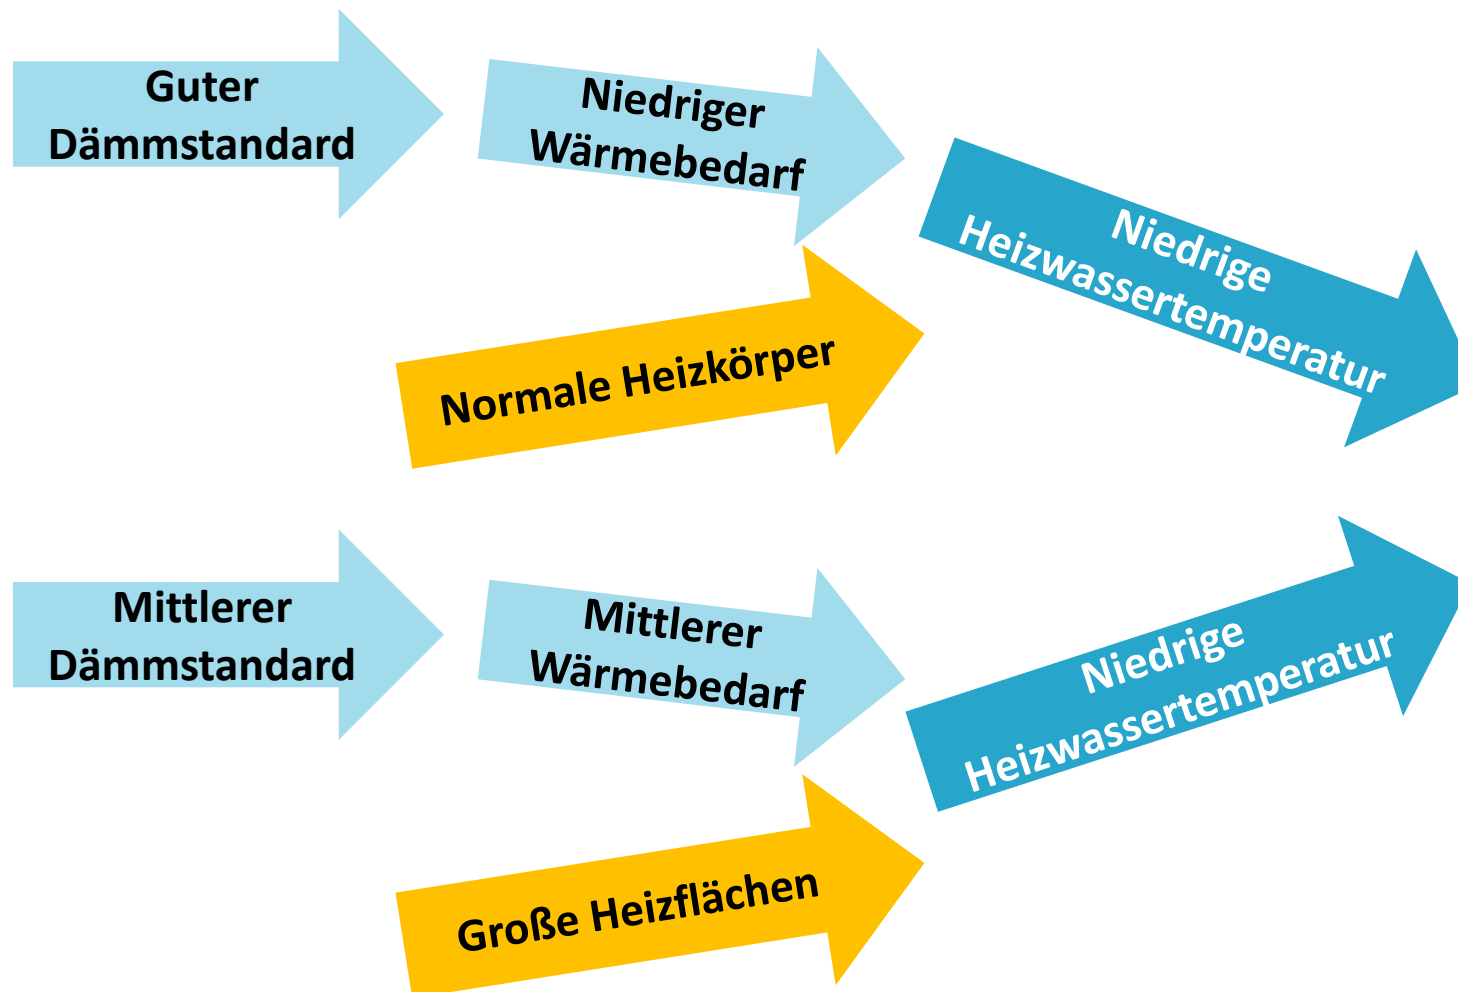 Guter
Dämmstandard
Niedriger
Wärmebedarf
Normale Heizkörper
Niedrige
Heizwassertemperatur
Mittlerer
Dämmstandard
Mittlerer
Wärmebedarf
Große Heizflächen
Niedrige
Heizwassertemperatur